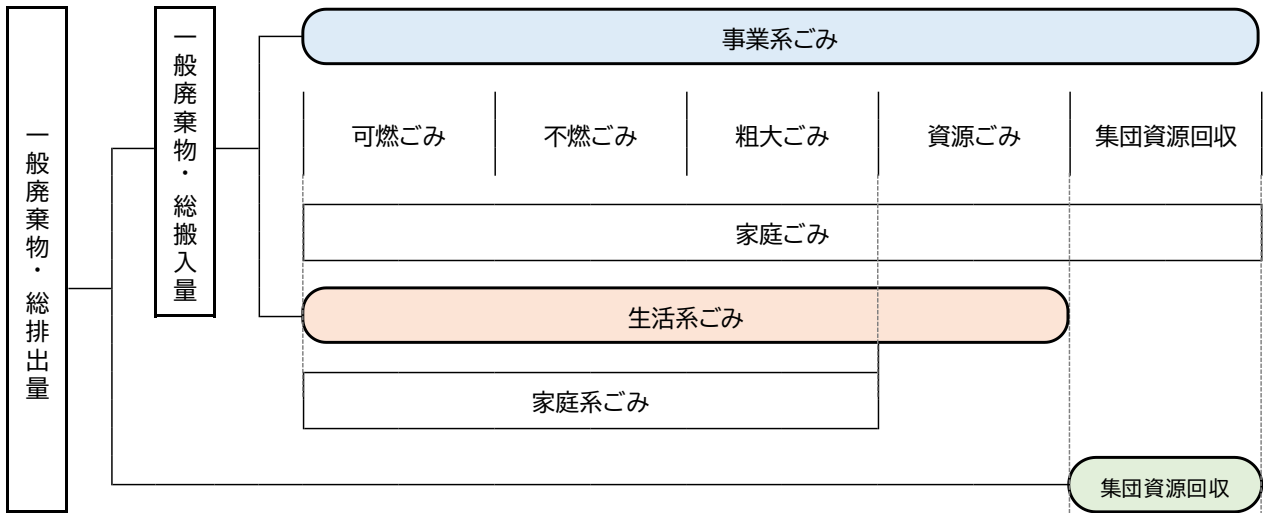 一般廃棄物・総排出量
一般廃棄物・総搬入量
事業系ごみ
可燃ごみ
不燃ごみ
粗大ごみ
資源ごみ
集団資源回収
家庭ごみ
生活系ごみ
家庭系ごみ
集団資源回収